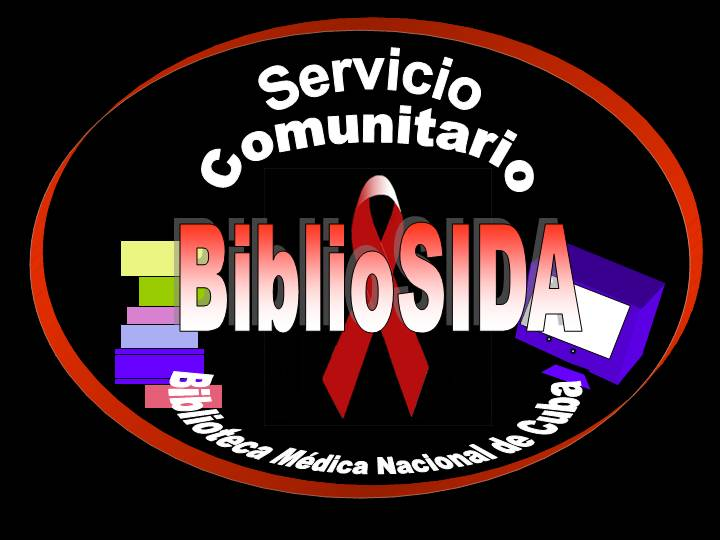 Servicio
Comunitario
BiblioSIDA
Biblioteca Médica Nacional de Cuba